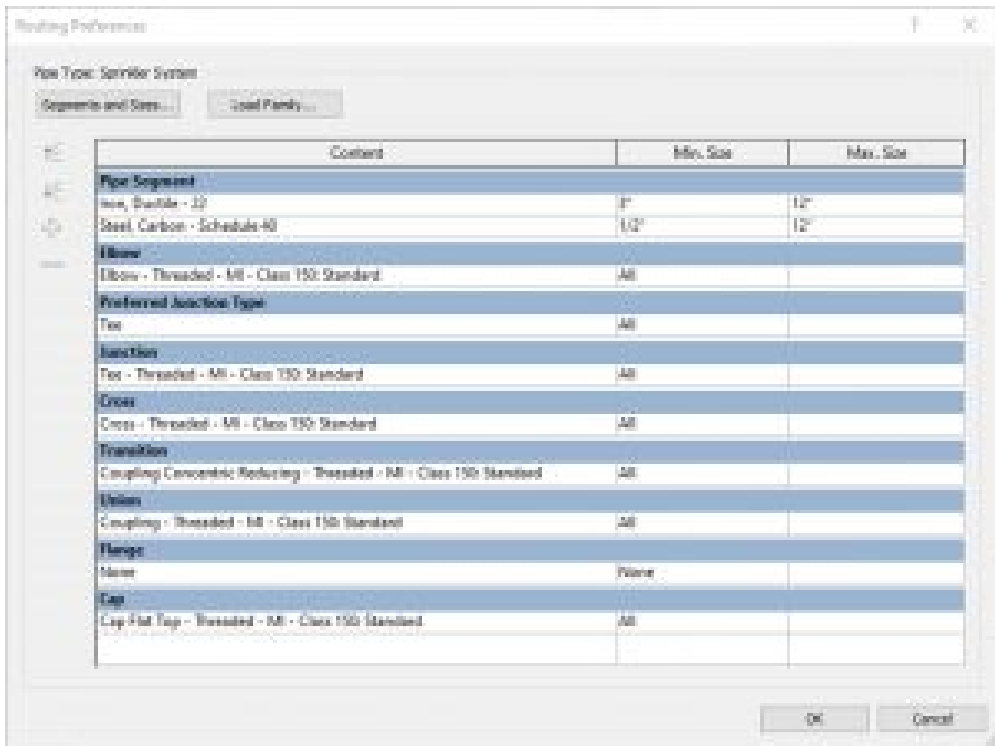 Routing Preferences ? ×
Pipe Type: Sprinkler System
Segments and Sizes... Load Family...
Content Min. Size Max. Size
Pipe Segment
Iron, Ductile - 22 3" 12"
Steel, Carbon - Schedule 40 1/2" 12"
Elbow
Elbow - Threaded - MI - Class 150: Standard All
Preferred Junction Type
Tee All
Junction
Tee - Threaded - MI - Class 150: Standard All
Cross
Cross - Threaded - MI - Class 150: Standard All
Transition
Coupling Concentric Reducing - Threaded - MI - Class 150: Standard All
Union
Coupling - Threaded - MI - Class 150: Standard All
Flange
None None
Cap
Cap Flat Top - Threaded - MI - Class 150: Standard All
OK Cancel